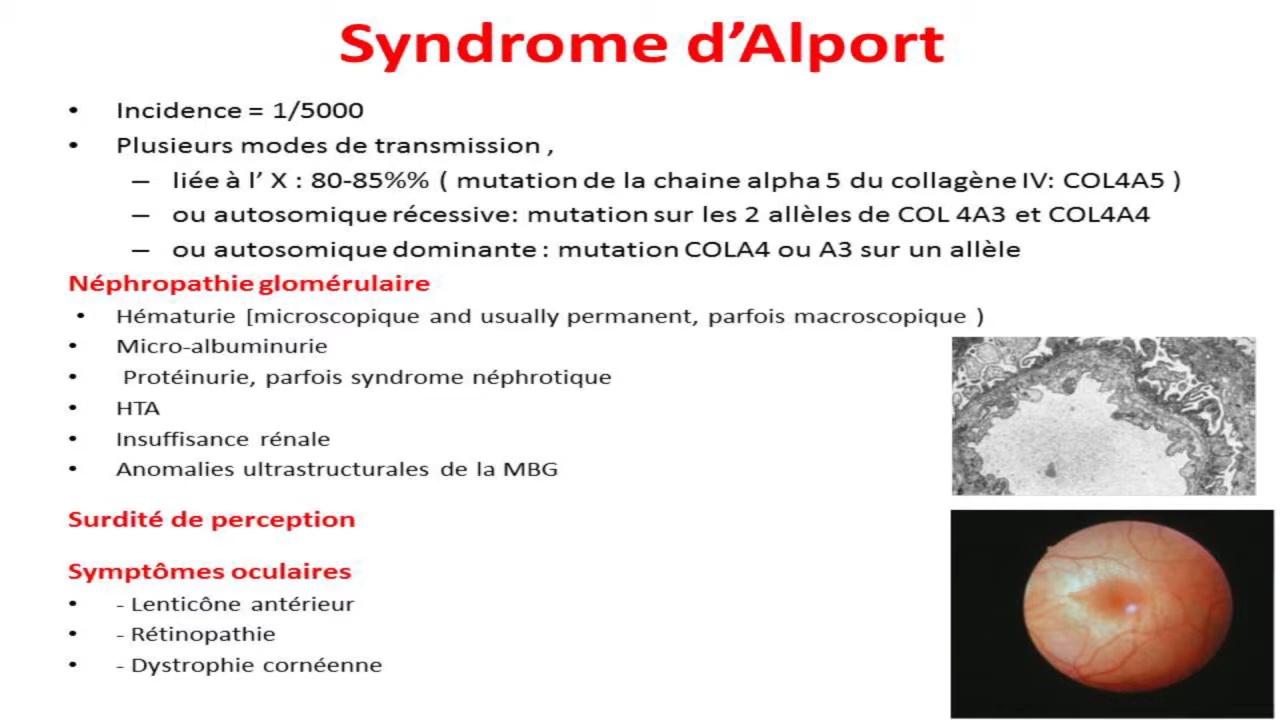 Syndrome d’Alport
• Incidence = 1/5000
• Plusieurs modes de transmission ,
– liée à l’ X : 80-85%% ( mutation de la chaine alpha 5 du collagène IV: COL4A5 )
– ou autosomique récessive: mutation sur les 2 allèles de COL 4A3 et COL4A4
– ou autosomique dominante : mutation COLA4 ou A3 sur un allèle
Néphropathie glomérulaire
• Hématurie [microscopique and usually permanent, parfois macroscopique )
• Micro-albuminurie
• Protéinurie, parfois syndrome néphrotique
• HTA
• Insuffisance rénale
• Anomalies ultrastructurales de la MBG
Surdité de perception
Symptômes oculaires
• - Lenticône antérieur
• - Rétinopathie
• - Dystrophie cornéenne